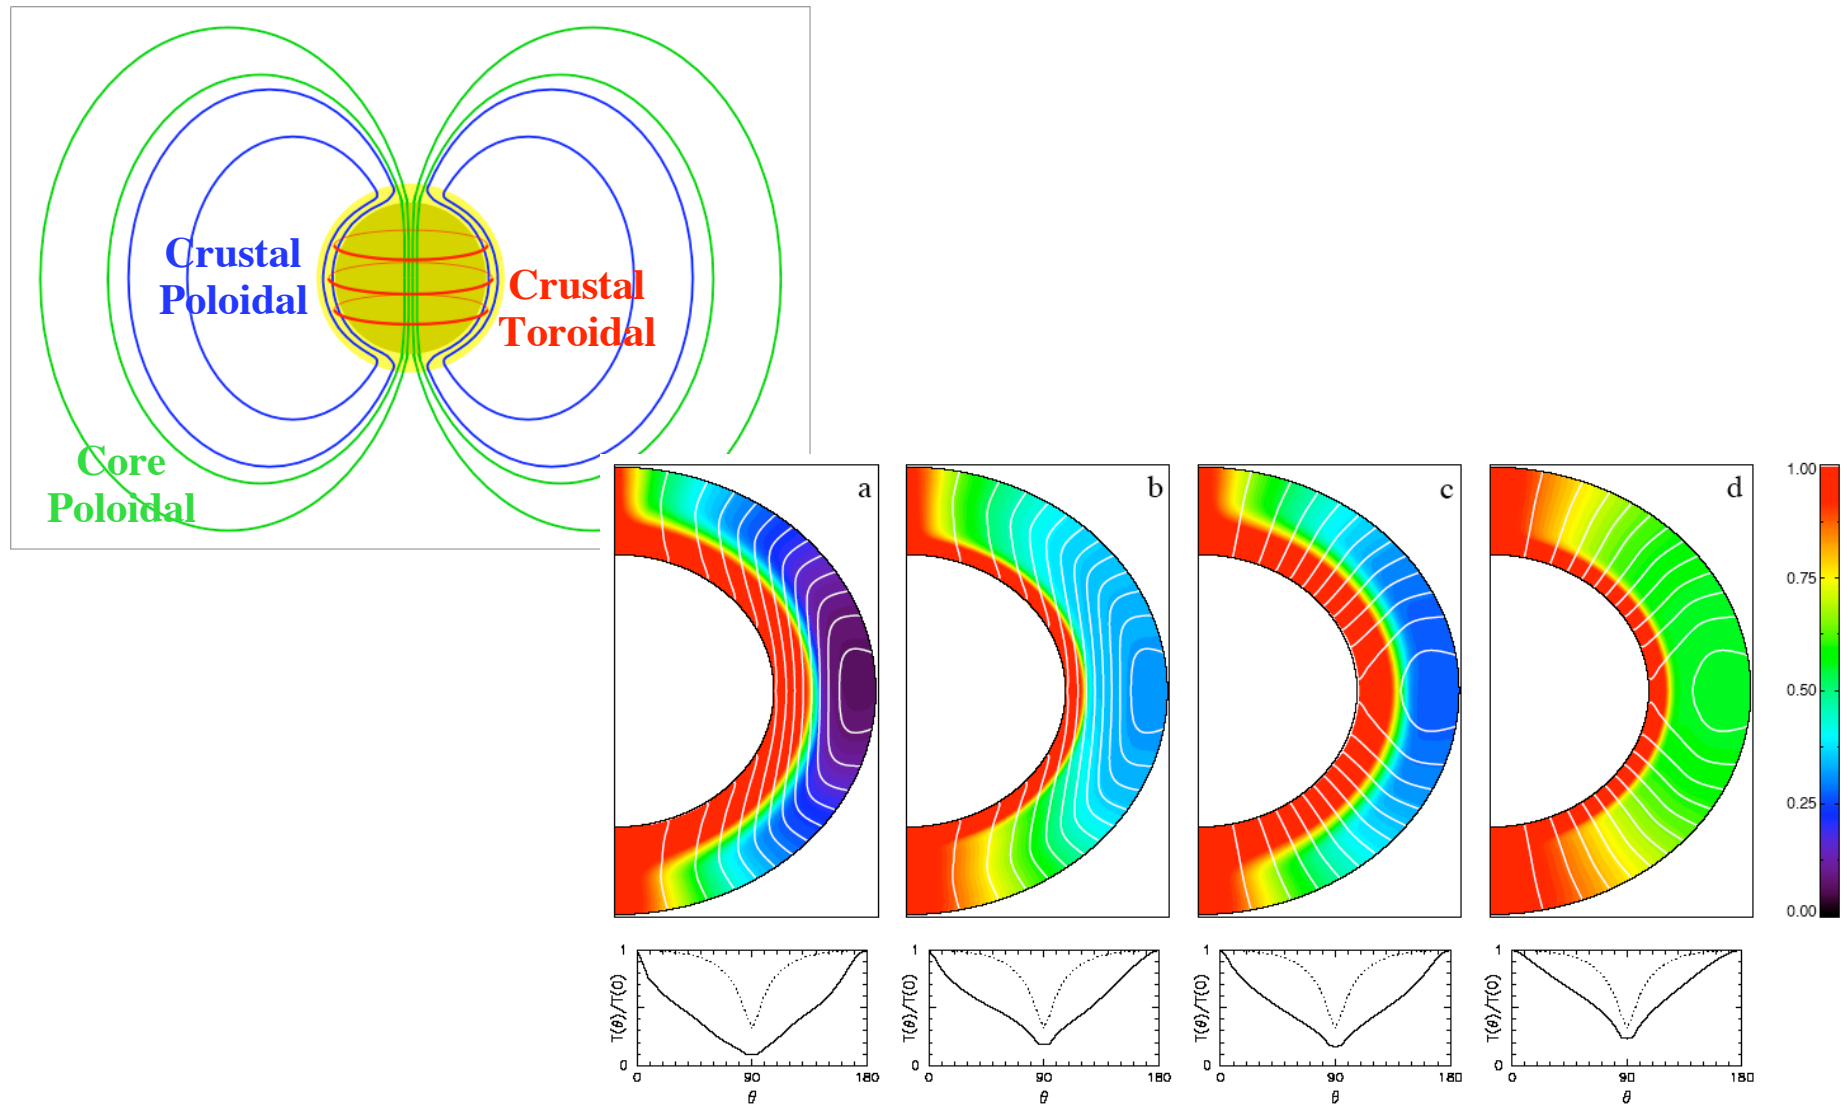 Crustal
Poloidal
Crustal
Toroidal
Core
Poloidal
a
b
c
d
1.00
0.75
0.50
0.25
0.00
T(θ)/T(0)
1
0
0
90
180
θ
T(θ)/T(0)
1
0
0
90
180
θ
T(θ)/T(0)
1
0
0
90
180
θ
T(θ)/T(0)
1
0
0
90
180
θ